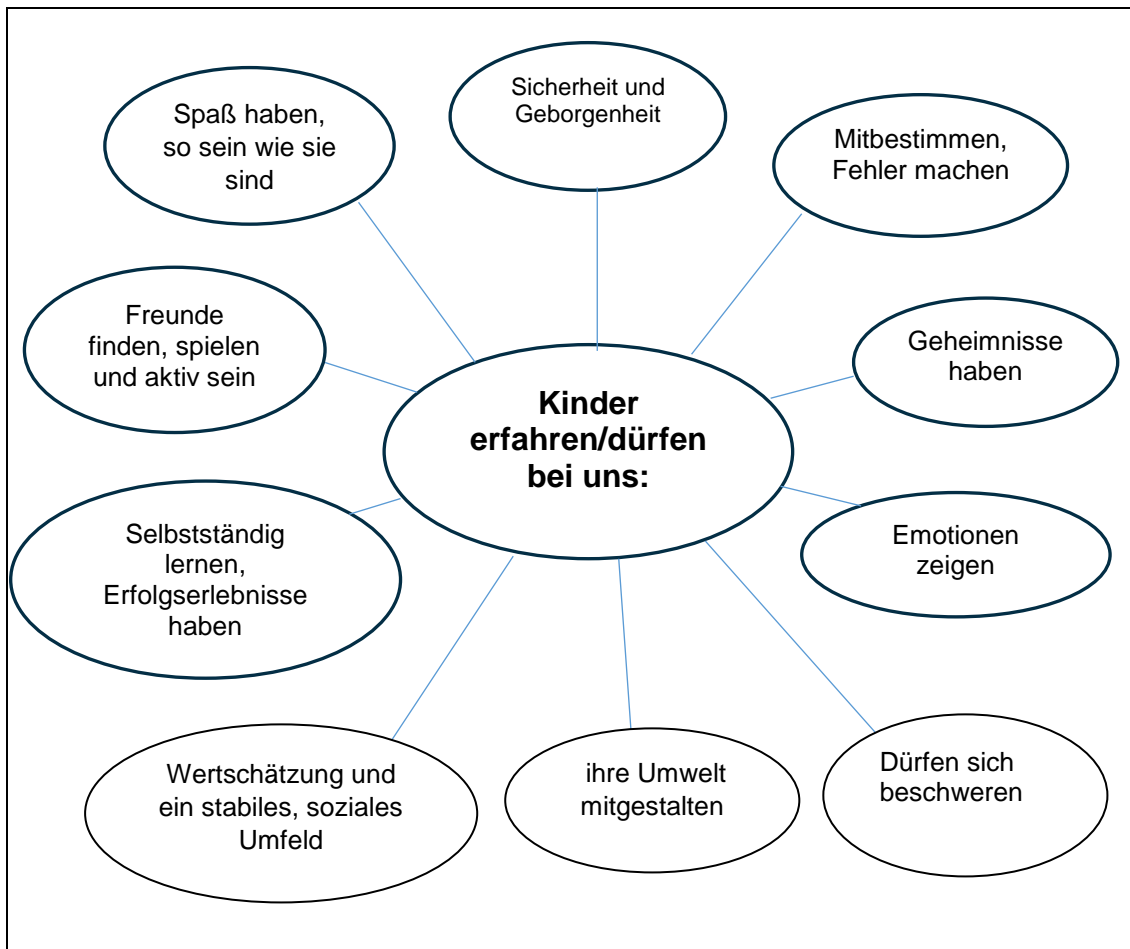 Spaß haben,
so sein wie sie
sind
Sicherheit und
Geborgenheit
Mitbestimmen,
Fehler machen
Freunde
finden, spielen
und aktiv sein
Geheimnisse
haben
Kinder
erfahren/dürfen
bei uns:
Selbstständig
lernen,
Erfolgserlebnisse
haben
Emotionen
zeigen
Wertschätzung und
ein stabiles, soziales
Umfeld
ihre Umwelt
mitgestalten
Dürfen sich
beschweren